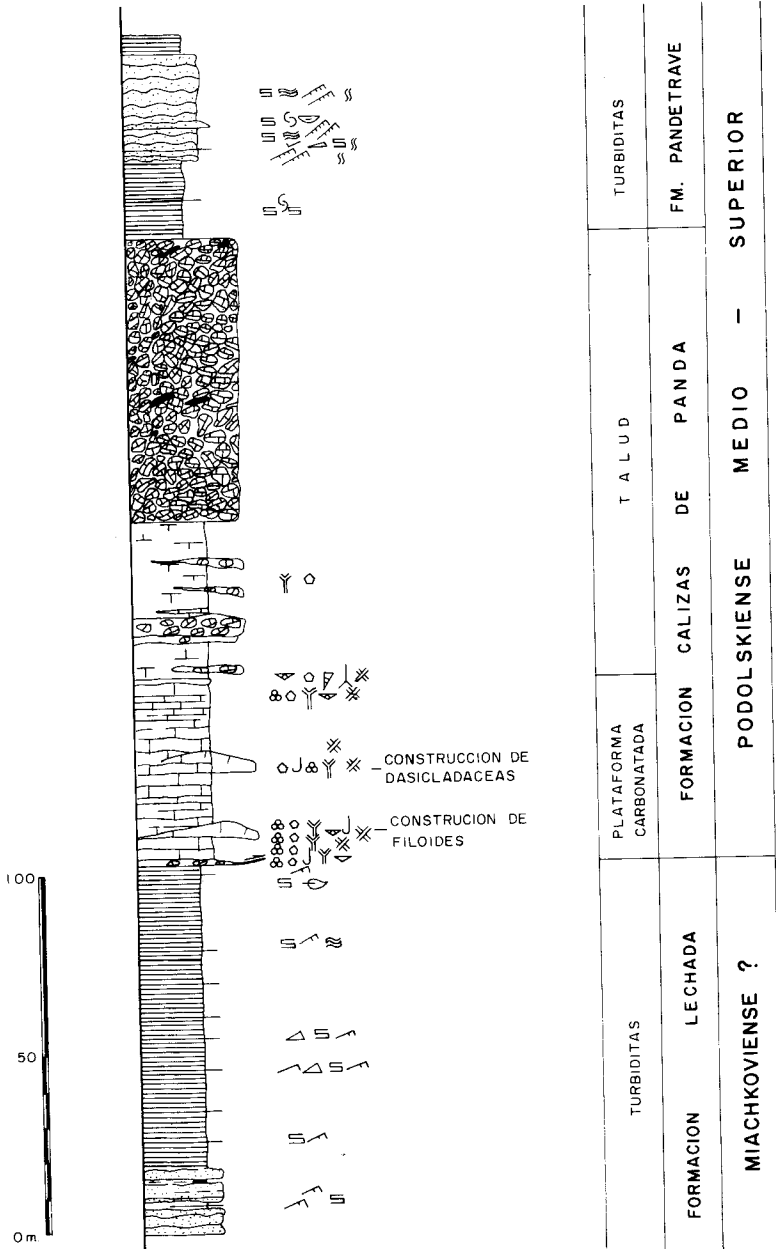 TURBIDITAS
FM. PANDETRAVE
TALUD
FORMACION CALIZAS DE PANDA
PODOLSKIENSE MEDIO - SUPERIOR
PLATAFORMA
CARBONATADA
CONSTRUCCION DE
DASICLADACEAS
CONSTRUCION DE
FILOIDES
100
50
0 m.
TURBIDITAS
FORMACION LECHADA
MIACHKOVIENSE ?